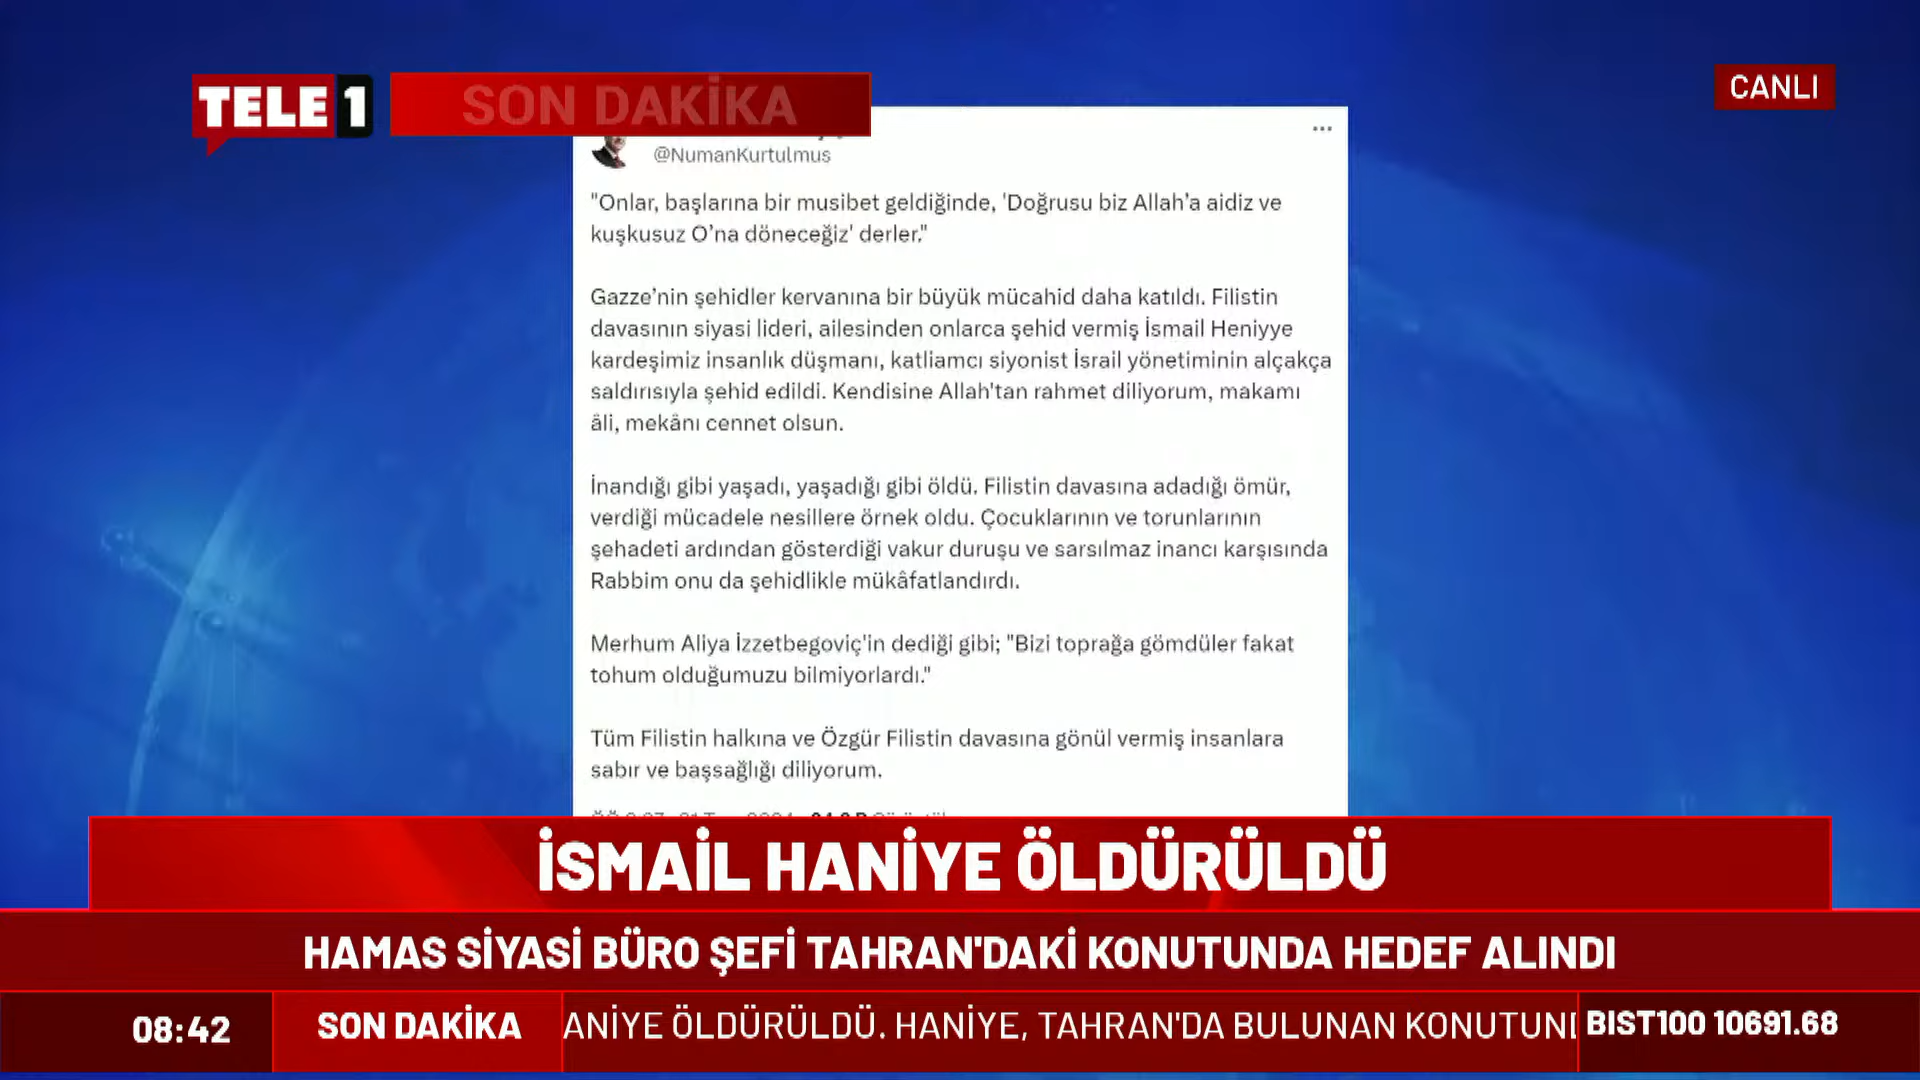 TELE1
SON DAKİKA
CANLI
@NumanKurtulmus
"Onlar, başlarına bir musibet geldiğinde, 'Doğrusu biz Allah’a aidiz ve
kuşkusuz O’na döneceğiz' derler."
Gazze’nin şehidler kervanına bir büyük mücahid daha katıldı. Filistin
davasının siyasi lideri, ailesinden onlarca şehid vermiş İsmail Heniyye
kardeşimiz insanlık düşmanı, katliamcı siyonist İsrail yönetiminin alçakça
saldırısıyla şehid edildi. Kendisine Allah'tan rahmet diliyorum, makamı
âli, mekânı cennet olsun.
İnandığı gibi yaşadı, yaşadığı gibi öldü. Filistin davasına adadığı ömür,
verdiği mücadele nesillere örnek oldu. Çocuklarının ve torunlarının
şehadeti ardından gösterdiği vakur duruşu ve sarsılmaz inancı karşısında
Rabbim onu da şehidlikle mükâfatlandırdı.
Merhum Aliya İzzetbegoviç'in dediği gibi; "Bizi toprağa gömdüler fakat
tohum olduğumuzu bilmiyorlardı."
Tüm Filistin halkına ve Özgür Filistin davasına gönül vermiş insanlara
sabır ve başsağlığı diliyorum.
İSMAİL HANİYE ÖLDÜRÜLDÜ
HAMAS SİYASİ BÜRO ŞEFİ TAHRAN'DAKİ KONUTUNDA HEDEF ALINDI
08:42
SON DAKİKA
ANİYE ÖLDÜRÜLDÜ. HANİYE, TAHRAN'DA BULUNAN KONUTUN
BIST100 10691.68